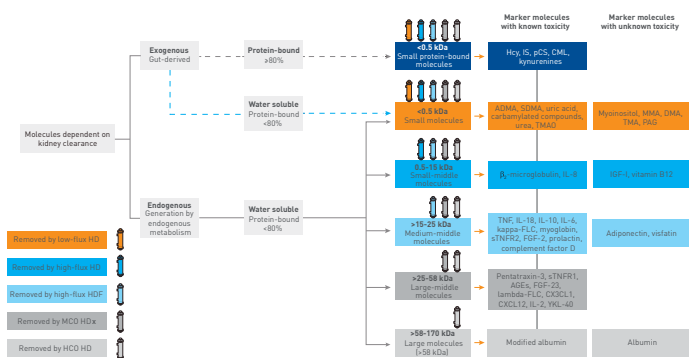 Marker molecules
with known toxicity
Marker molecules
with unknown toxicity
Exogenous
Gut-derived
Protein-bound
≥80%
<0.5 kDa
Small protein-bound
molecules
Hcy, IS, pCS, CML,
kynurenines
Water soluble
Protein-bound
<80%
<0.5 kDa
Small molecules
ADMA, SDMA, uric acid,
carbamylated compounds,
urea, TMAO
Myoinositol, MMA, DMA,
TMA, PAG
Molecules dependent on
kidney clearance
0.5-15 kDa
Small-middle
molecules
β2-microglobulin, IL-8
IGF-I, vitamin B12
Endogenous
Generation by
endogenous
metabolism
Water soluble
Protein-bound
<80%
>15-25 kDa
Medium-middle
molecules
TNF, IL-18, IL-10, IL-6,
kappa-FLC, myoglobin,
sTNFR2, FGF-2, prolactin,
complement factor D
Adiponectin, visfatin
>25-58 kDa
Large-middle
molecules
Pentraxin-3, sTNFR1,
AGEs, FGF-23,
lambda-FLC, CX3CL1,
CXCL12, IL-2, YKL-40
>58-170 kDa
Large molecules
(>58 kDa)
Modified albumin
Albumin
Removed by low-flux HD
Removed by high-flux HD
Removed by high-flux HDF
Removed by MCO HDx
Removed by HCO HD